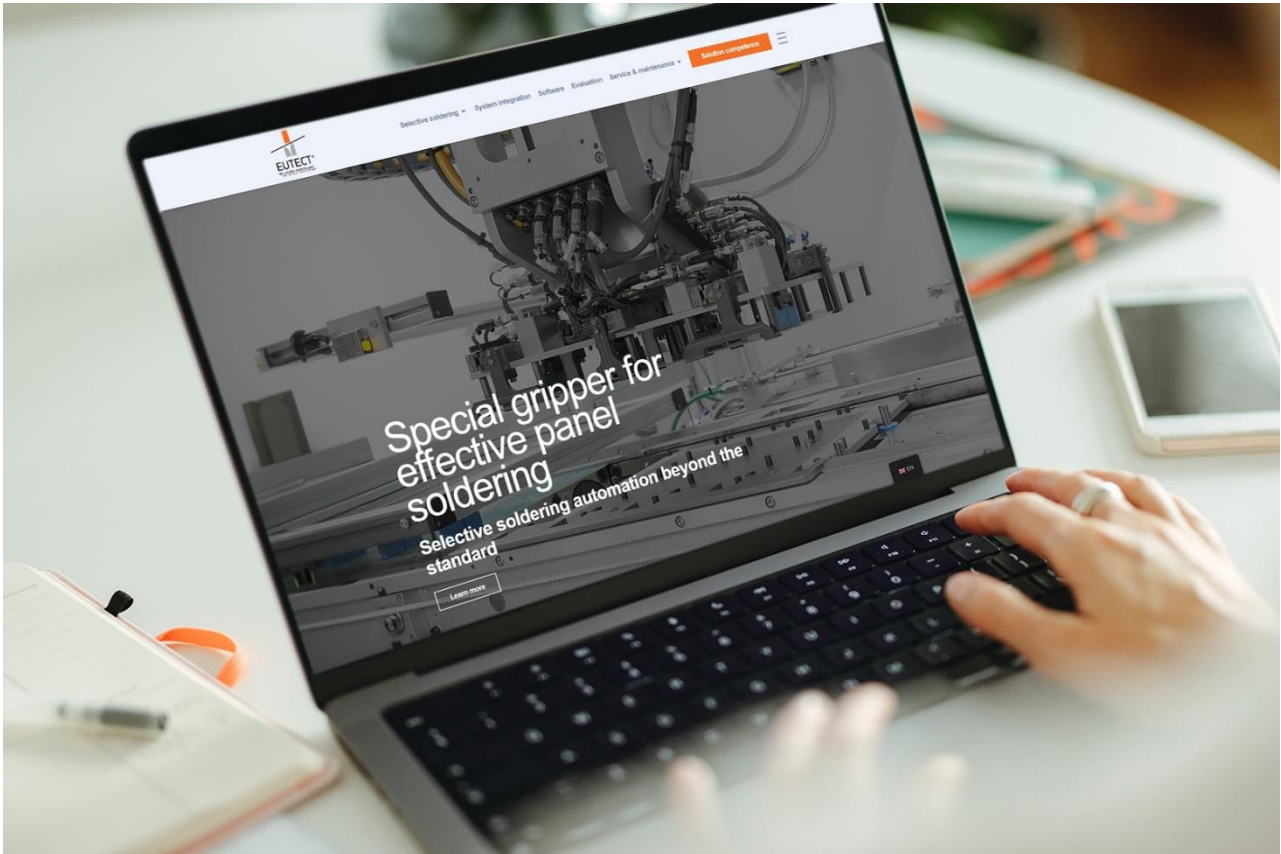 Selective soldering System integration Software Evaluation Service & maintenance Solution competence
EUTECT®
Special gripper for
effective panel
soldering
Selective soldering automation beyond the
standard
Learn more
EN